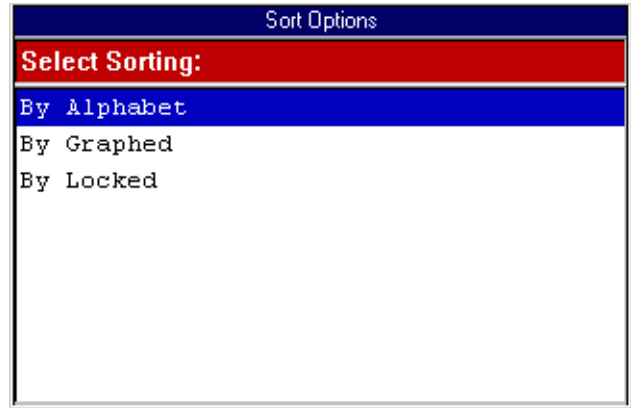 Sort Options
Select Sorting:
By Alphabet
By Graphed
By Locked